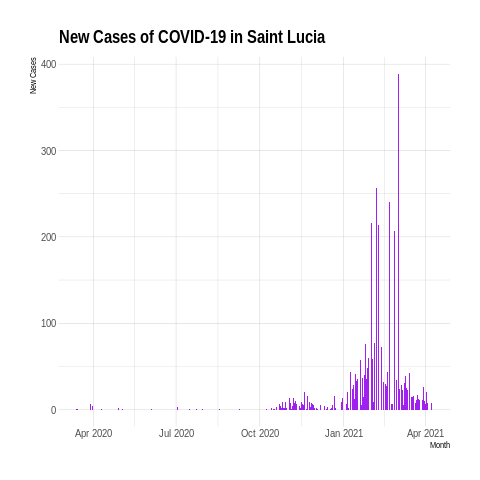 New Cases of COVID-19 in Saint Lucia
New Cases
400
300
200
100
0
Apr 2020 Jul 2020 Oct 2020 Jan 2021 Apr 2021
Month